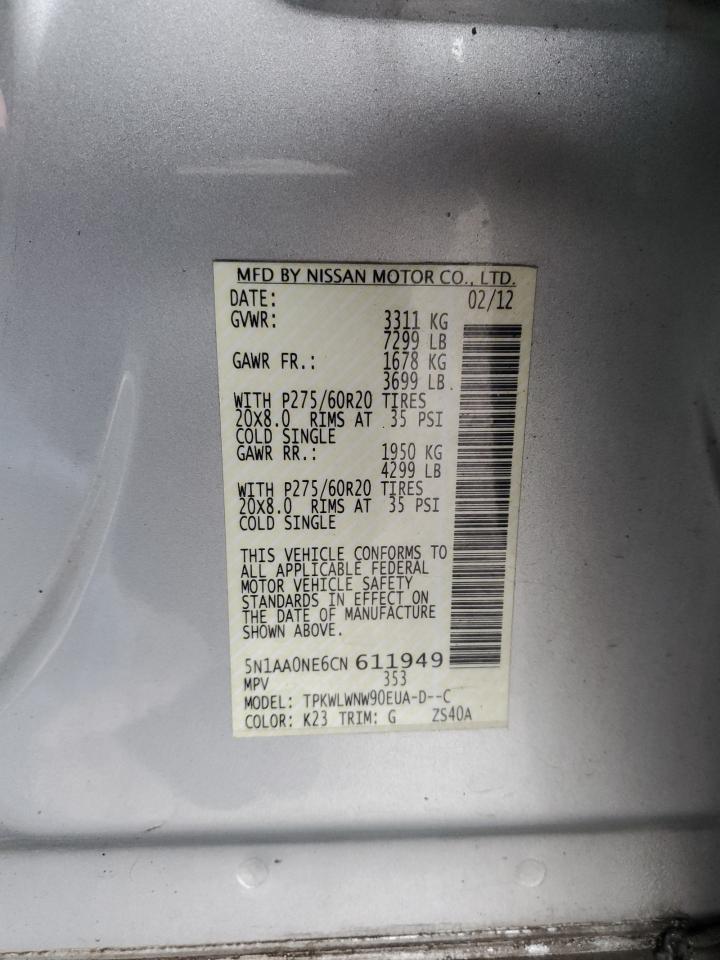 MFD BY NISSAN MOTOR CO., LTD.
DATE: 02/12
GVWR: 3311 KG
7299 LB
GAWR FR.: 1678 KG
3699 LB
WITH P275/60R20 TIRES
20X8.0 RIMS AT 35 PSI
COLD SINGLE
GAWR RR.: 1950 KG
4299 LB
WITH P275/60R20 TIRES
20X8.0 RIMS AT 35 PSI
COLD SINGLE
THIS VEHICLE CONFORMS TO
ALL APPLICABLE FEDERAL
MOTOR VEHICLE SAFETY
STANDARDS IN EFFECT ON
THE DATE OF MANUFACTURE
SHOWN ABOVE.
5N1AA0NE6CN 611949
MPV 353
MODEL: TPKWLWNW90EUA-D--C
COLOR: K23 TRIM: G ZS40A